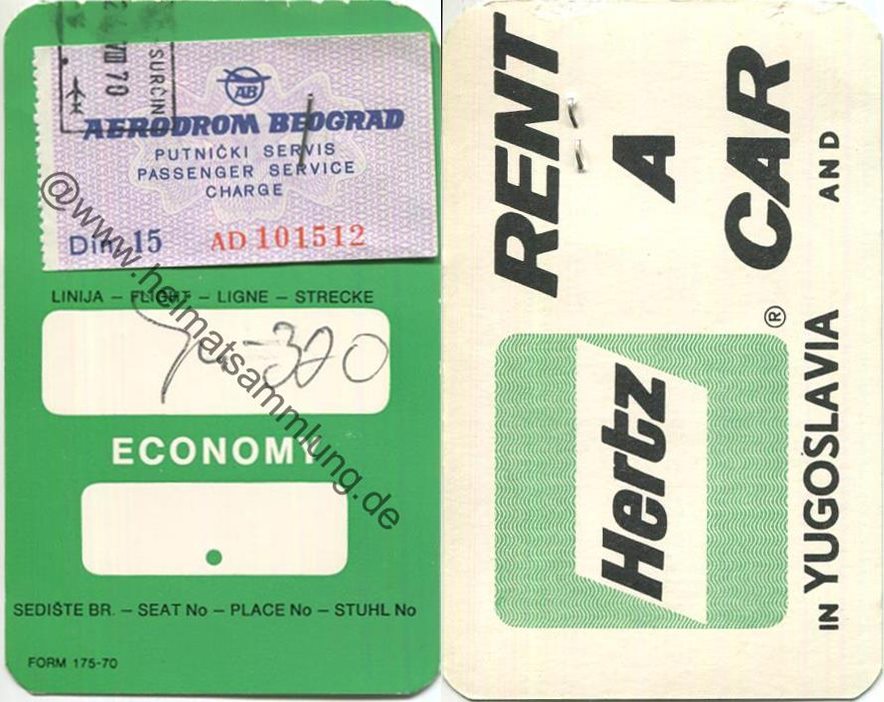 VII 70
SURČIN
AB
AERODROM BEOGRAD
PUTNIČKI SERVIS
PASSENGER SERVICE
CHARGE
Din. 15 AD 101512
LINIJA – FLIGHT – LIGNE – STRECKE
320
ECONOMY
SEDIŠTE BR. – SEAT No – PLACE No – STUHL No
FORM 175-70
@www.heimatsammlung.de
RENT
A
CAR
Hertz ®
IN YUGOSLAVIA AND